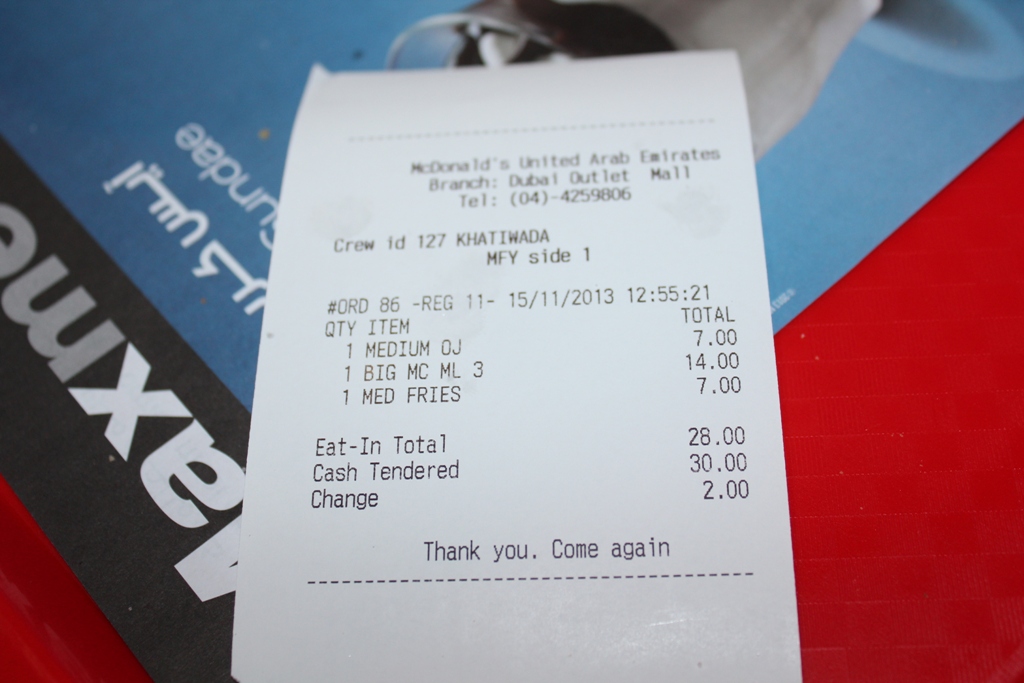 McDonald's United Arab Emirates
Branch: Dubai Outlet Mall
Tel: (04)-4259806
Crew id 127 KHATIWADA
MFY side 1
#ORD 86 -REG 11- 15/11/2013 12:55:21
QTY ITEM TOTAL
1 MEDIUM OJ 7.00
1 BIG MC ML 3 14.00
1 MED FRIES 7.00
Eat-In Total 28.00
Cash Tendered 30.00
Change 2.00
Thank you. Come again
sundae